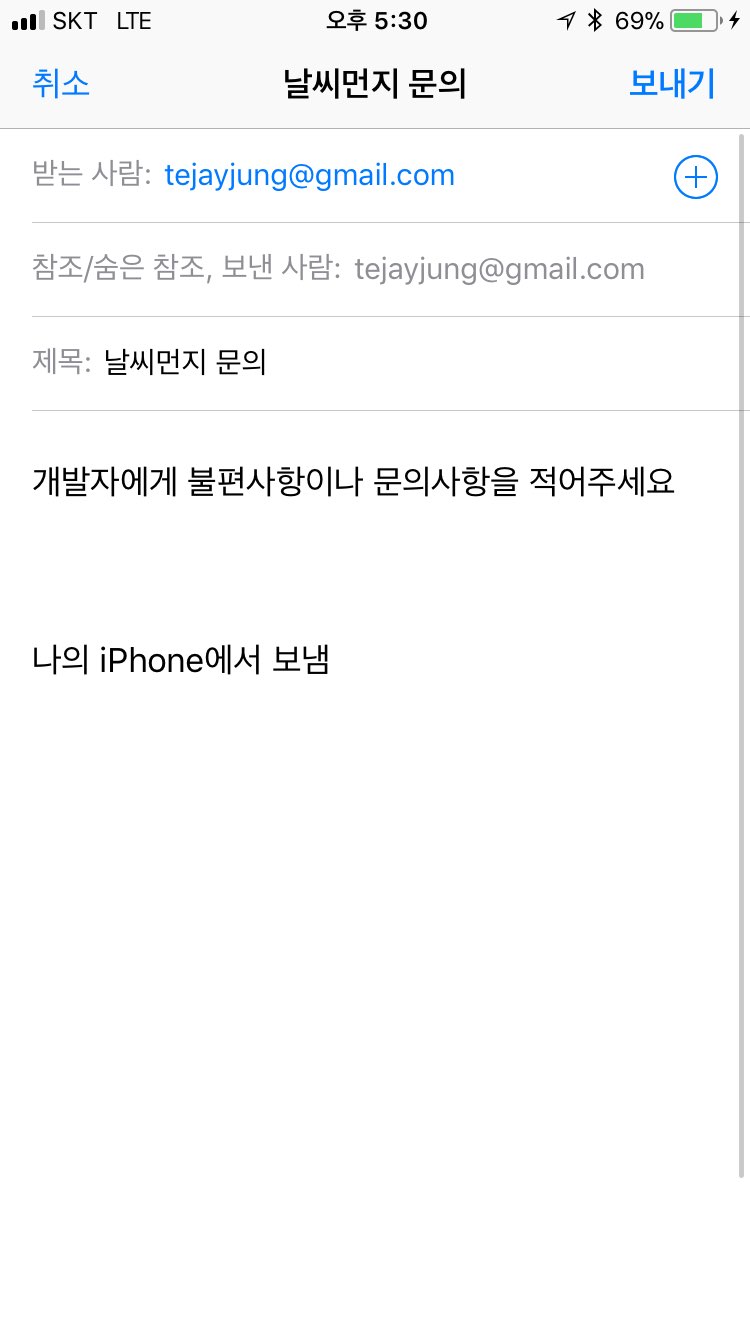 SKT LTE 오후 5:30 69%
취소 날씨먼지 문의 보내기
받는 사람: tejayjung@gmail.com
참조/숨은 참조, 보낸 사람: tejayjung@gmail.com
제목: 날씨먼지 문의
개발자에게 불편사항이나 문의사항을 적어주세요
나의 iPhone에서 보냄